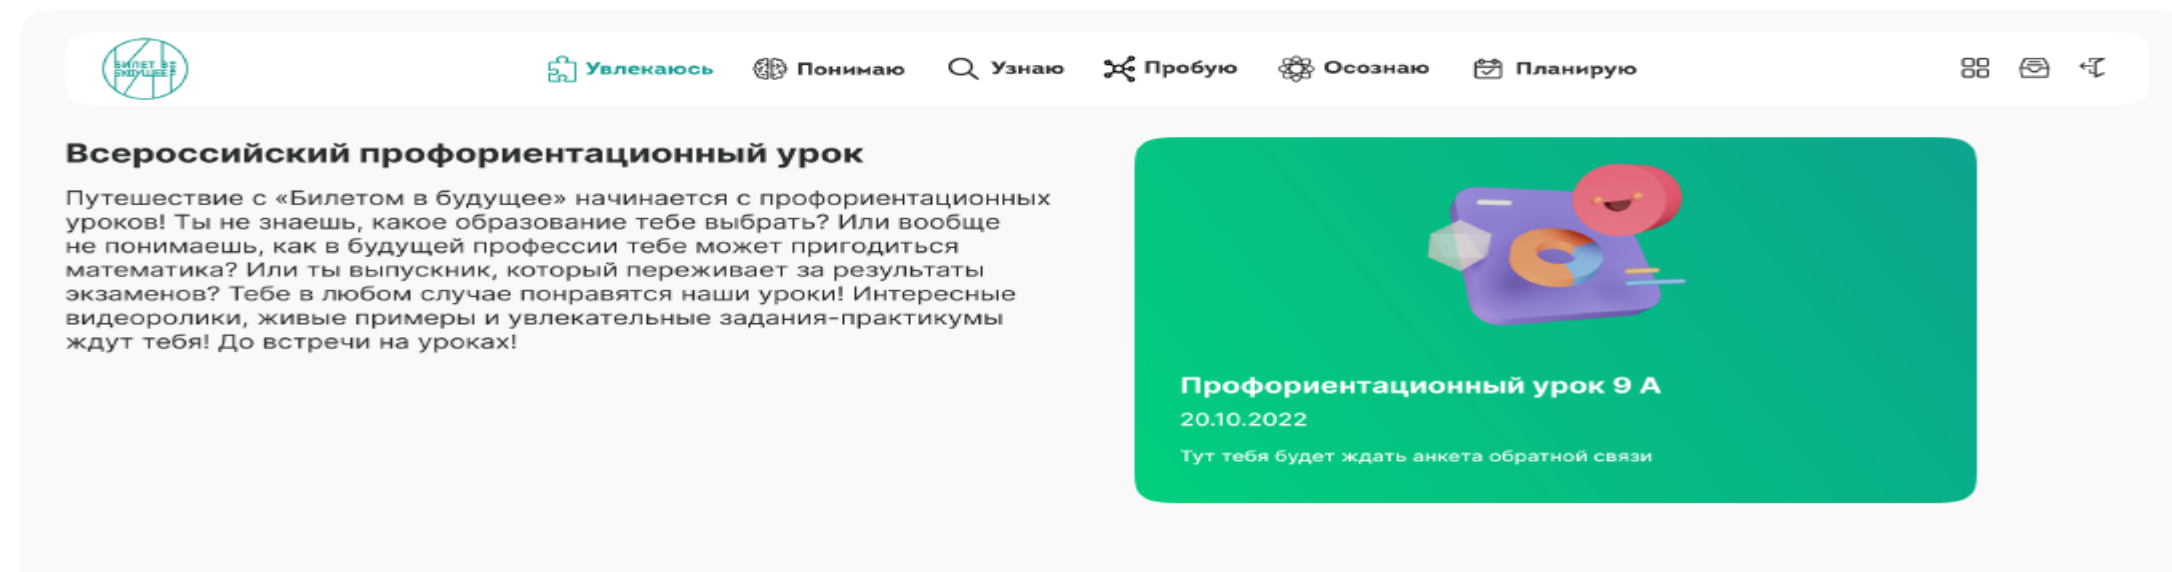 БИЛЕТ В
БУДУЩЕЕ
Увлекаюсь
Понимаю
Узнаю
Пробую
Осознаю
Планирую
Всероссийский профориентационный урок
Путешествие с «Билетом в будущее» начинается с профориентационных
уроков! Ты не знаешь, какое образование тебе выбрать? Или вообще
не понимаешь, как в будущей профессии тебе может пригодиться
математика? Или ты выпускник, который переживает за результаты
экзаменов? Тебе в любом случае понравятся наши уроки! Интересные
видеоролики, живые примеры и увлекательные задания-практикумы
ждут тебя! До встречи на уроках!
Профориентационный урок 9 А
20.10.2022
Тут тебя будет ждать анкета обратной связи